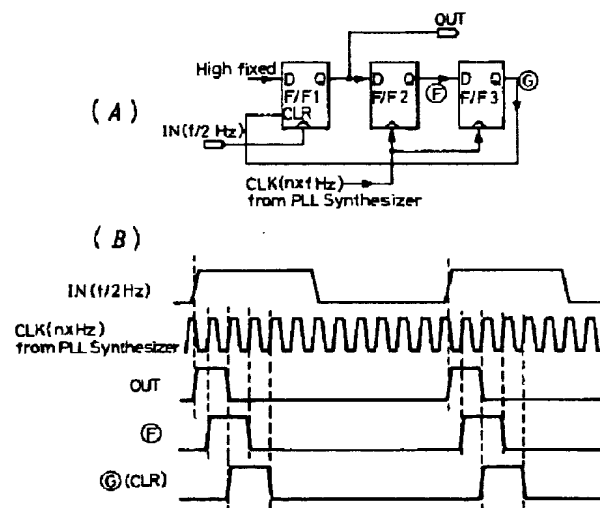 OUT
High fixed
D Q
D Q
D Q
G
F/F1
F/F2
F
F/F3
(A)
CLR
IN(f/2 Hz)
CLK(nxf Hz)
from PLL Synthesizer
(B)
IN(f/2Hz)
CLK(nxHz)
from PLL Synthesizer
OUT
F
G (CLR)